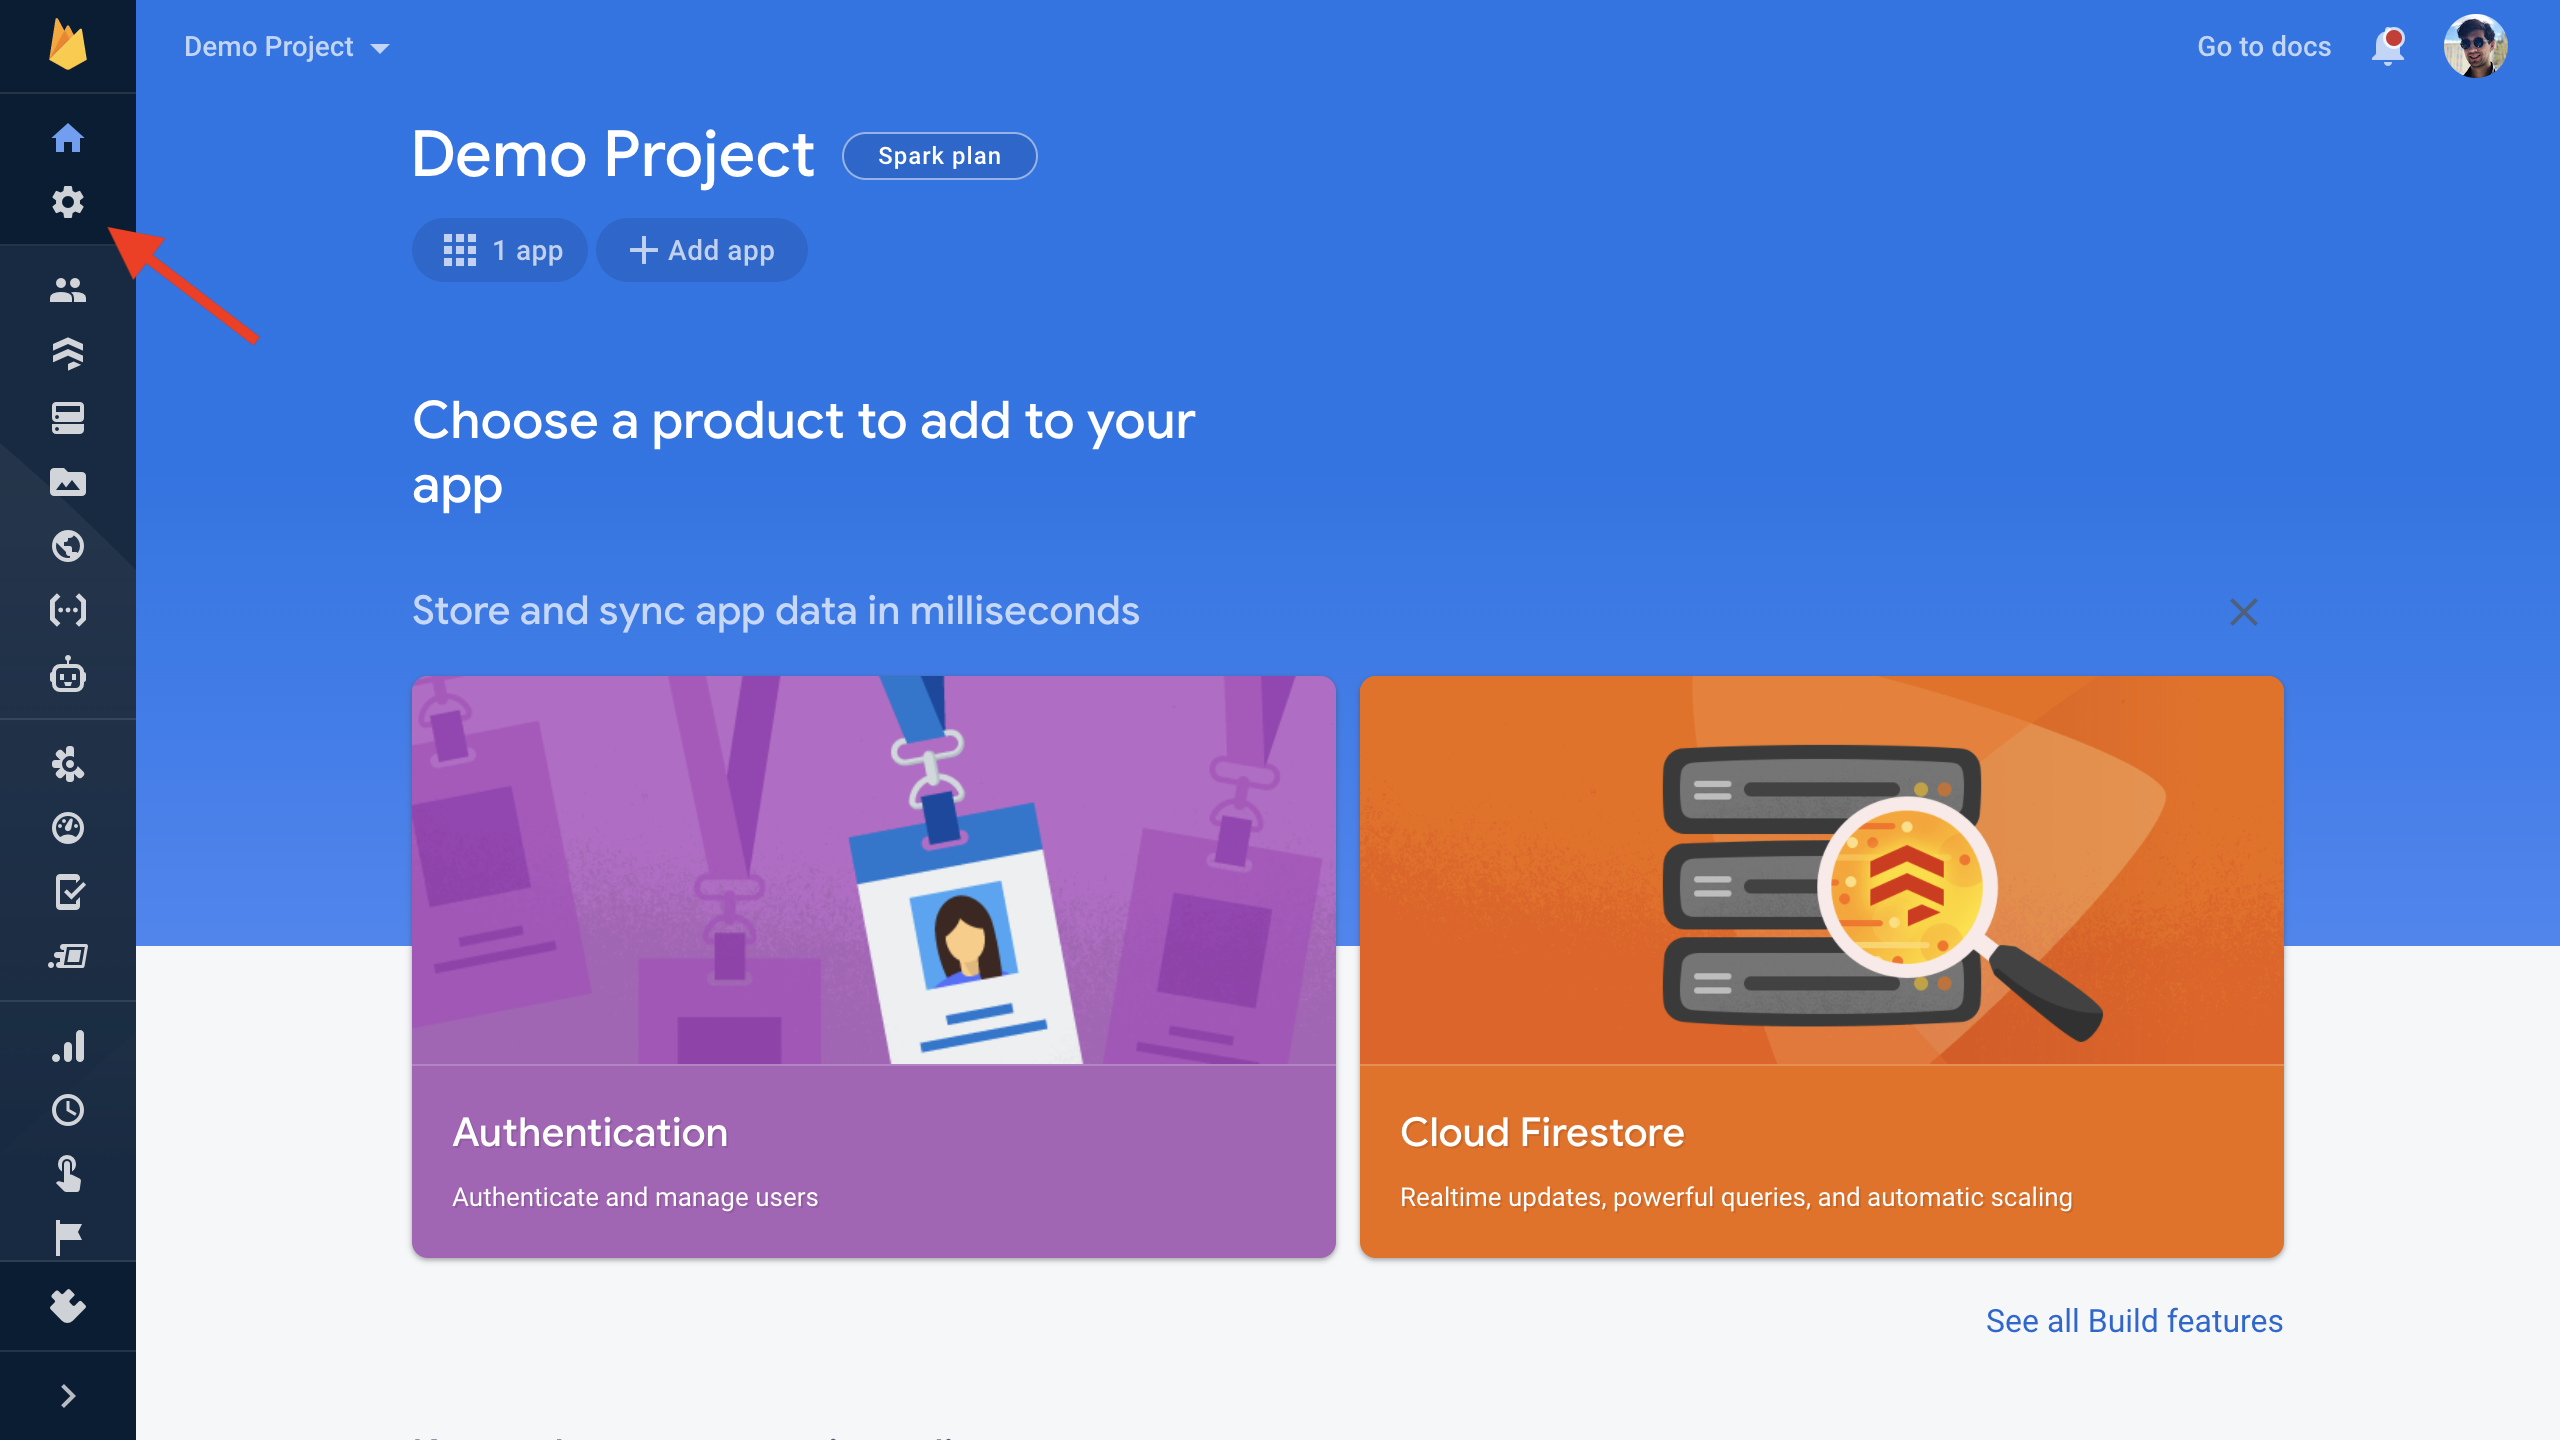 Demo Project
Go to docs
Demo Project
Spark plan
1 app
Add app
Choose a product to add to your
app
Store and sync app data in milliseconds
Authentication
Authenticate and manage users
Cloud Firestore
Realtime updates, powerful queries, and automatic scaling
See all Build features